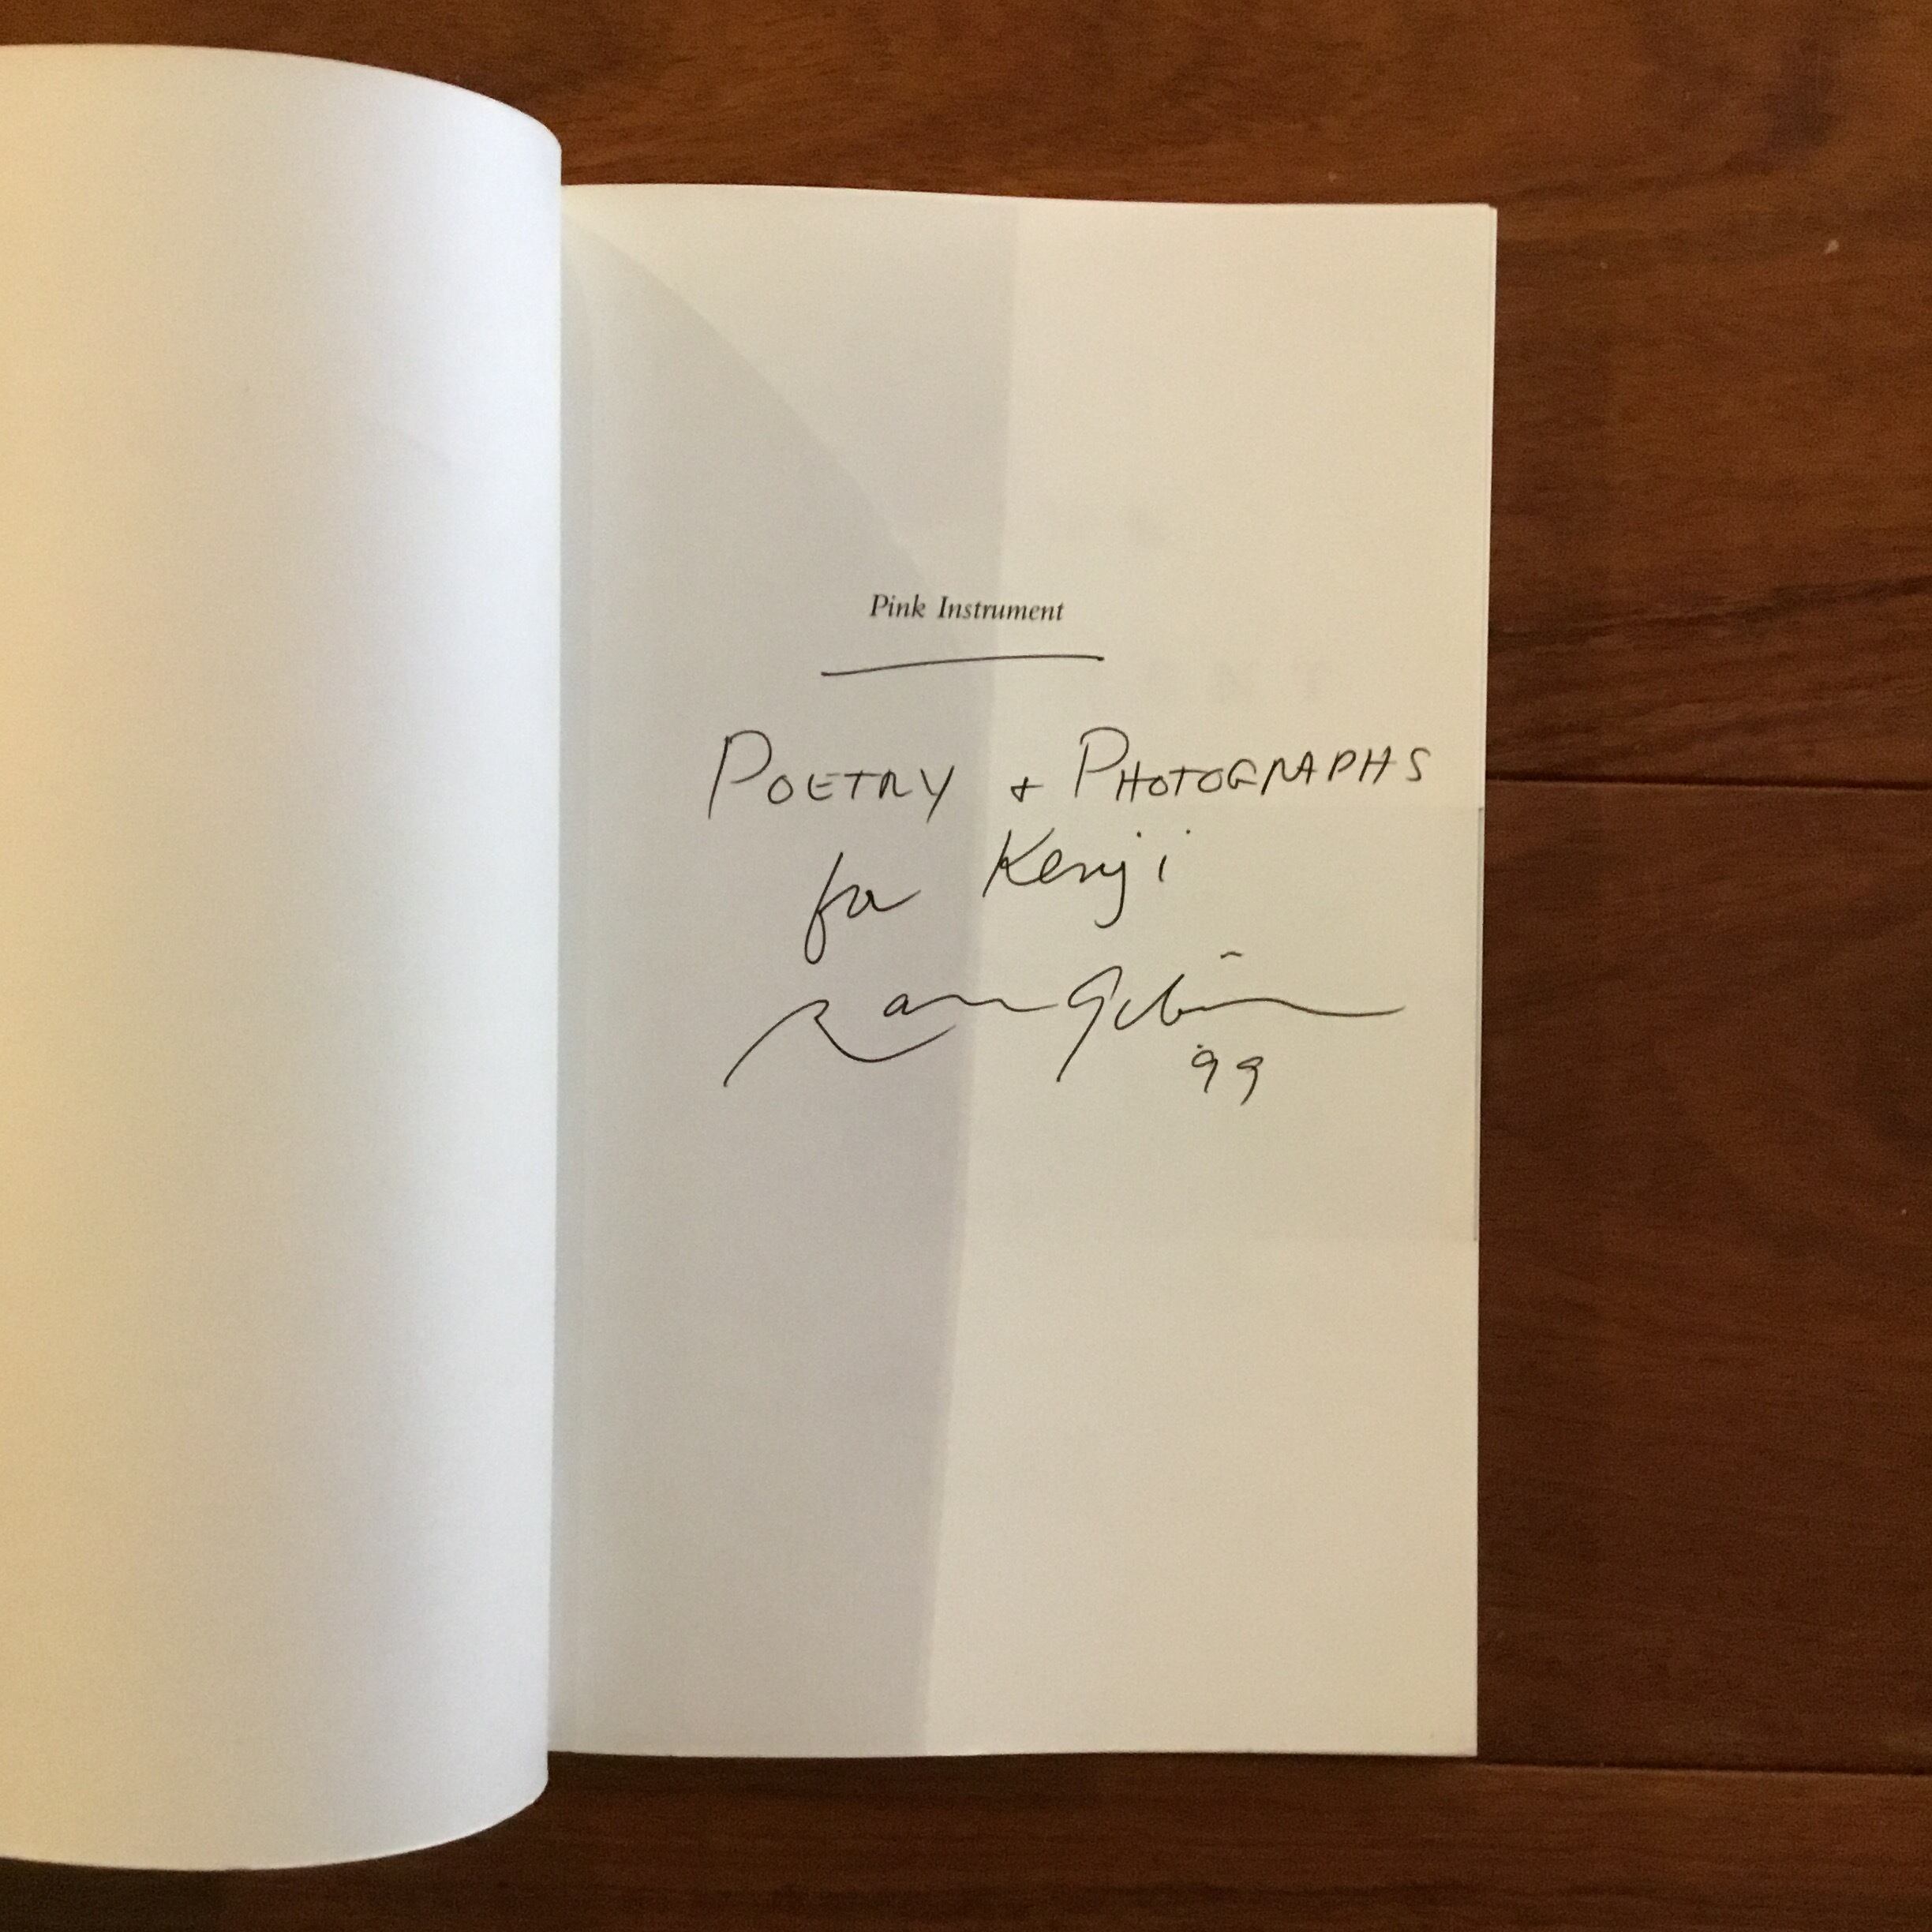 Pink Instrument
POETRY + PHOTOGRAPHS
for Kenji
'99